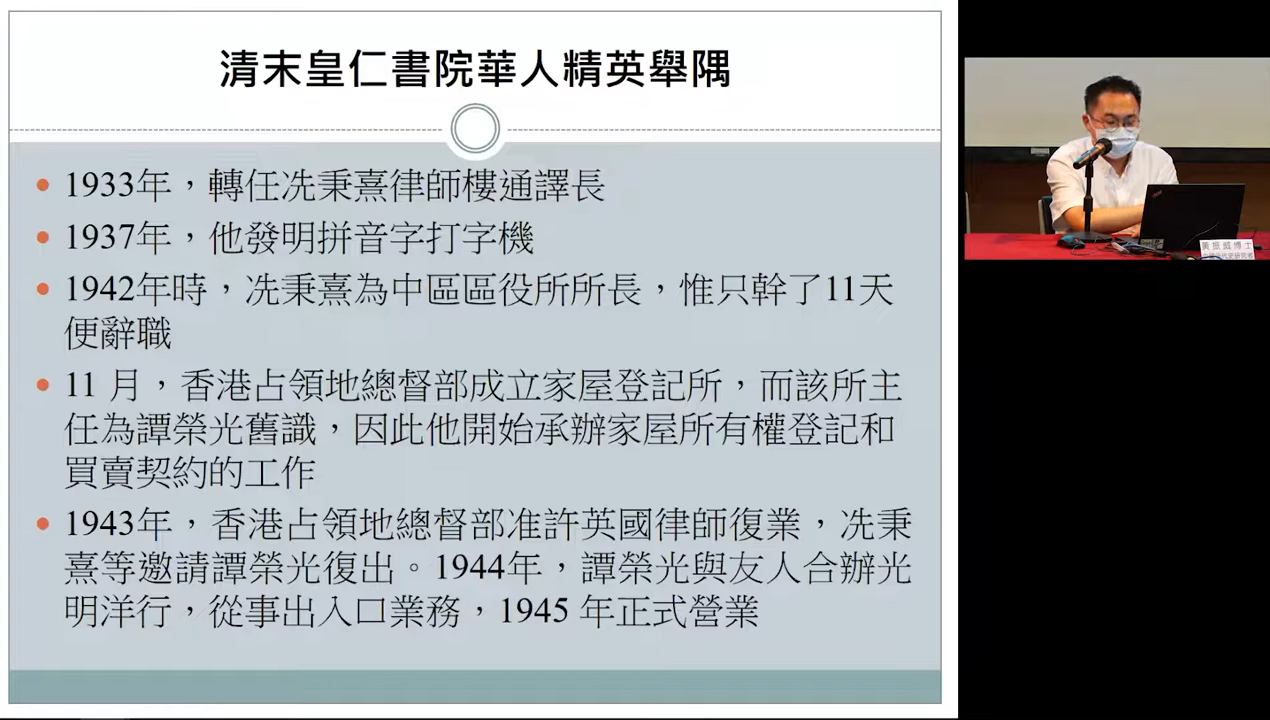 清末皇仁書院華人精英舉隅
• 1933年，轉任冼秉熹律師樓通譯長
• 1937年，他發明拼音字打字機
• 1942年時，冼秉熹為中區區役所所長，惟只幹了11天
便辭職
• 11 月，香港占領地總督部成立家屋登記所，而該所主
任為譚榮光舊識，因此他開始承辦家屋所有權登記和
買賣契約的工作
• 1943年，香港占領地總督部准許英國律師復業，冼秉
熹等邀請譚榮光復出。1944年，譚榮光與友人合辦光
明洋行，從事出入口業務，1945 年正式營業
黃振威博士